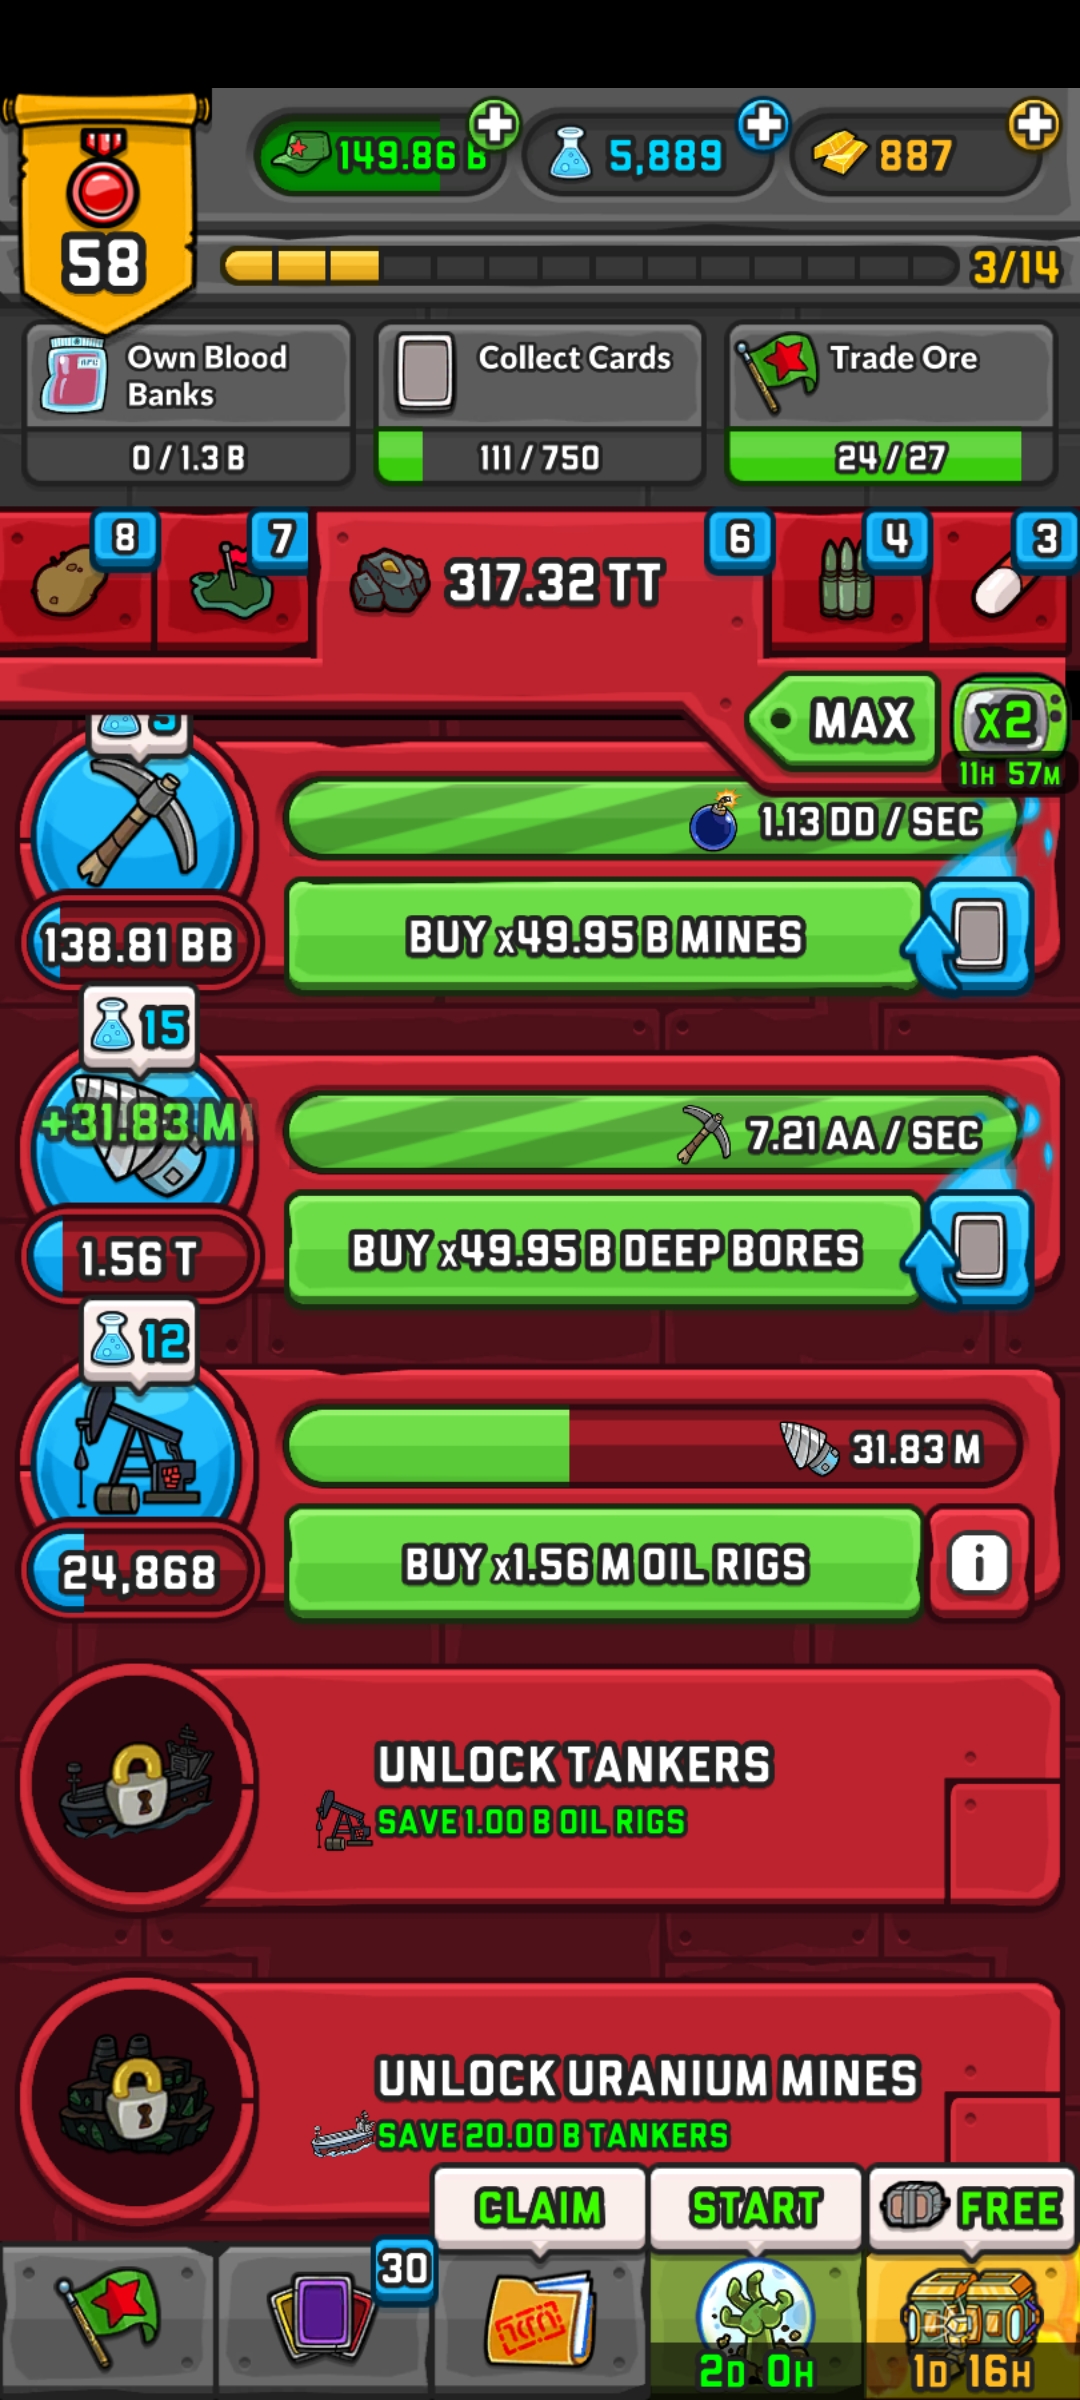 149.86 B
5,889
887
58
3/14
Own Blood Banks
0 / 1.3 B
Collect Cards
111 / 750
Trade Ore
24 / 27
8
7
317.32 TT
6
4
3
MAX
x2
11H 57M
1.13 DD / SEC
BUY x49.95 B MINES
138.81 BB
15
+31.83 M
7.21 AA / SEC
BUY x49.95 B DEEP BORES
1.56 T
12
31.83 M
BUY x1.56 M OIL RIGS
24,868
UNLOCK TANKERS
SAVE 1.00 B OIL RIGS
UNLOCK URANIUM MINES
SAVE 20.00 B TANKERS
CLAIM
START
FREE
30
2D 0H
1D 16H